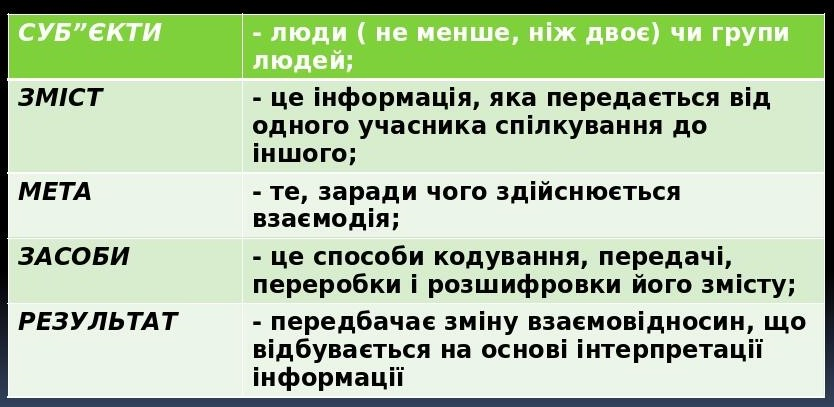 СУБ”ЄКТИ
- люди ( не менше, ніж двоє) чи групи
людей;
ЗМІСТ
- це інформація, яка передається від
одного учасника спілкування до
іншого;
МЕТА
- те, заради чого здійснюється
взаємодія;
ЗАСОБИ
- це способи кодування, передачі,
переробки і розшифровки його змісту;
РЕЗУЛЬТАТ
- передбачає зміну взаємовідносин, що
відбувається на основі інтерпретації
інформації